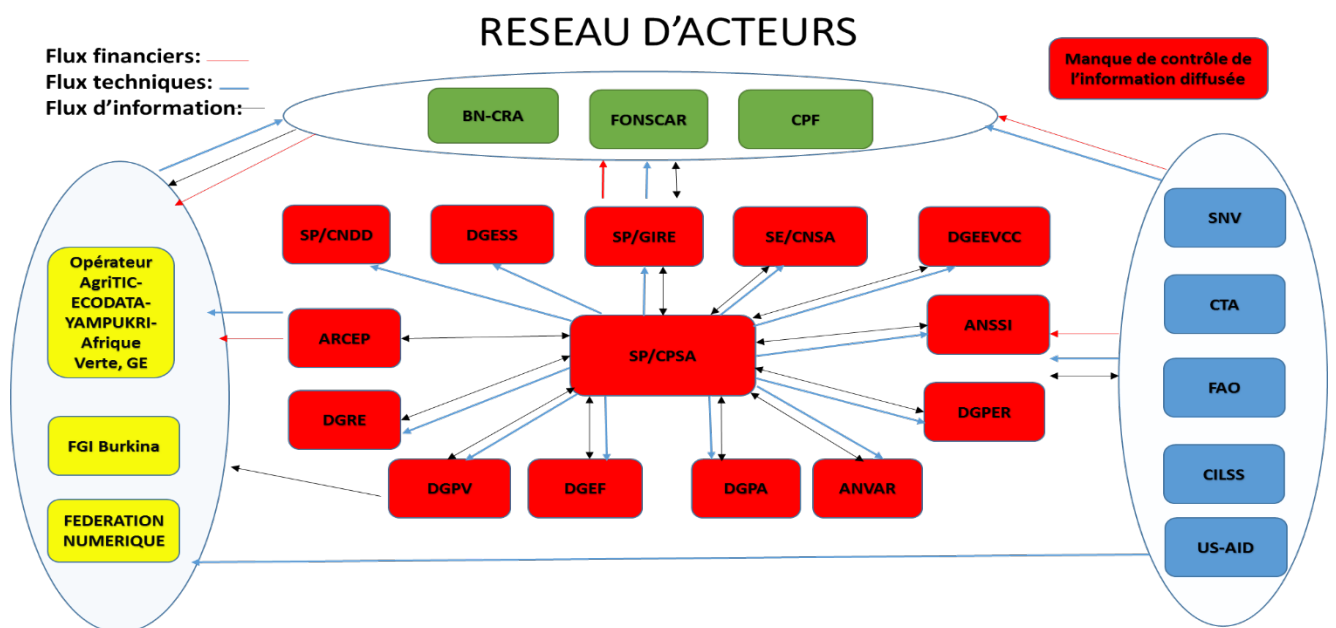 RESEAU D'ACTEURS
Flux financiers:
Flux techniques:
Flux d'information:
Manque de contrôle de
l'information diffusée
BN-CRA
FONSCAR
CPF
SP/CNDD
DGESS
SP/GIRE
SE/CNSA
DGEEVCC
SNV
Opérateur
AgriTIC-
ECODATA-
YAMPUKRI-
Afrique
Verte, GE
ARCEP
SP/CPSA
ANSSI
CTA
DGRE
DGPER
FAO
FGI Burkina
DGPV
DGEF
DGPA
ANVAR
CILSS
FEDERATION
NUMERIQUE
US-AID